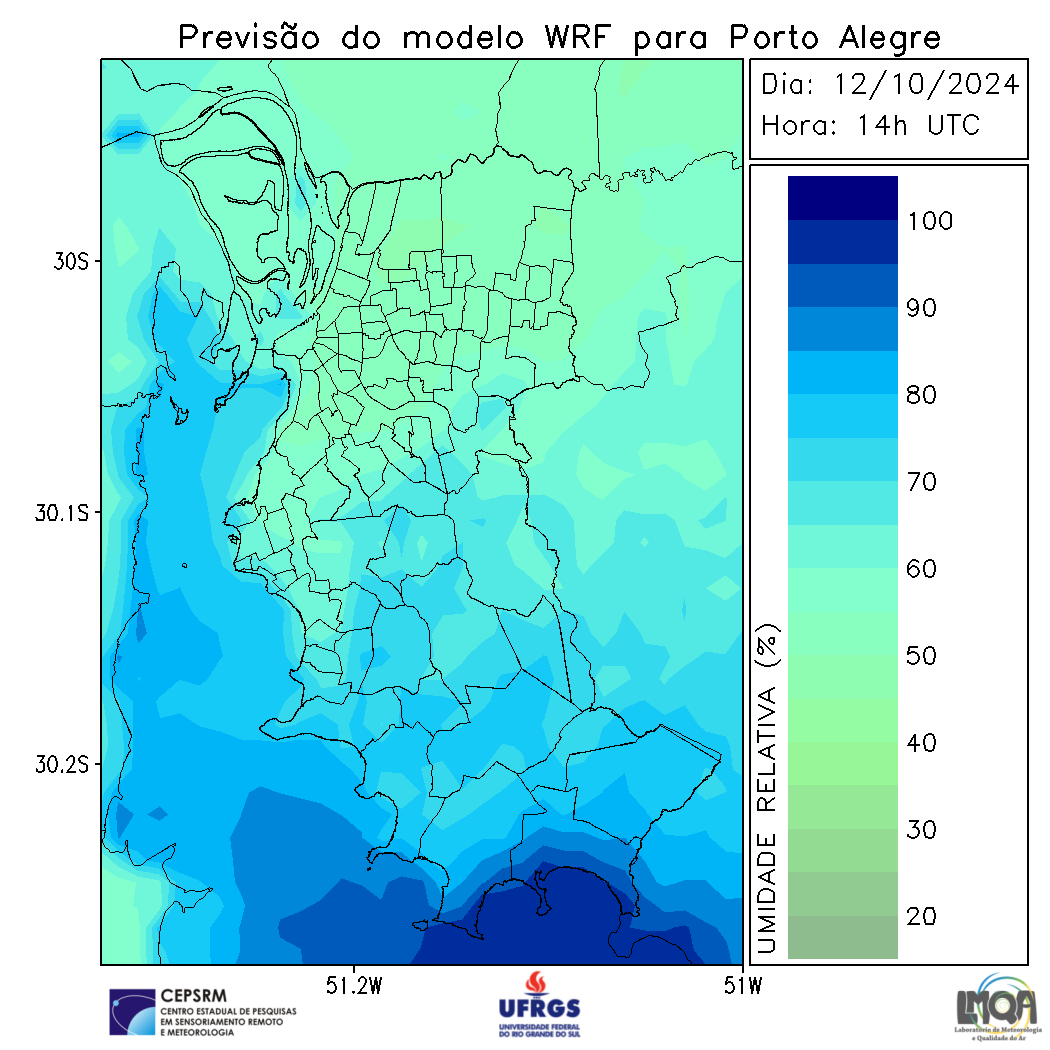 Previsão do modelo WRF para Porto Alegre
Dia: 12/10/2024
Hora: 14h UTC
100
90
80
70
60
50
40
30
20
UMIDADE RELATIVA (%)
30S
30.1S
30.2S
51.2W
51W
CEPSRM
CENTRO ESTADUAL DE PESQUISAS
EM SENSORIAMENTO REMOTO
E METEOROLOGIA
UFRGS
UNIVERSIDADE FEDERAL
DO RIO GRANDE DO SUL
LMQA
Laboratório de Meteorologia
e Qualidade do Ar